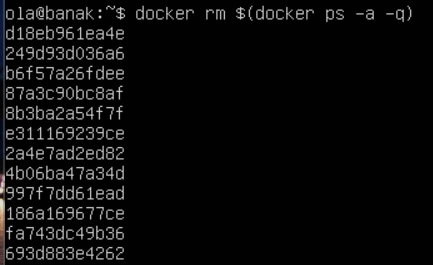 ola@banak:~$ docker rm $(docker ps -a -q)
d18eb961ea4e
249d93d036a6
b6f57a26fdee
87a3c90bc8af
8b3ba2a54f7f
e311169239ce
2a4e7ad2ed82
4b06ba47a34d
997f7dd61ead
186a169677ce
fa743dc49b36
693d883e4262